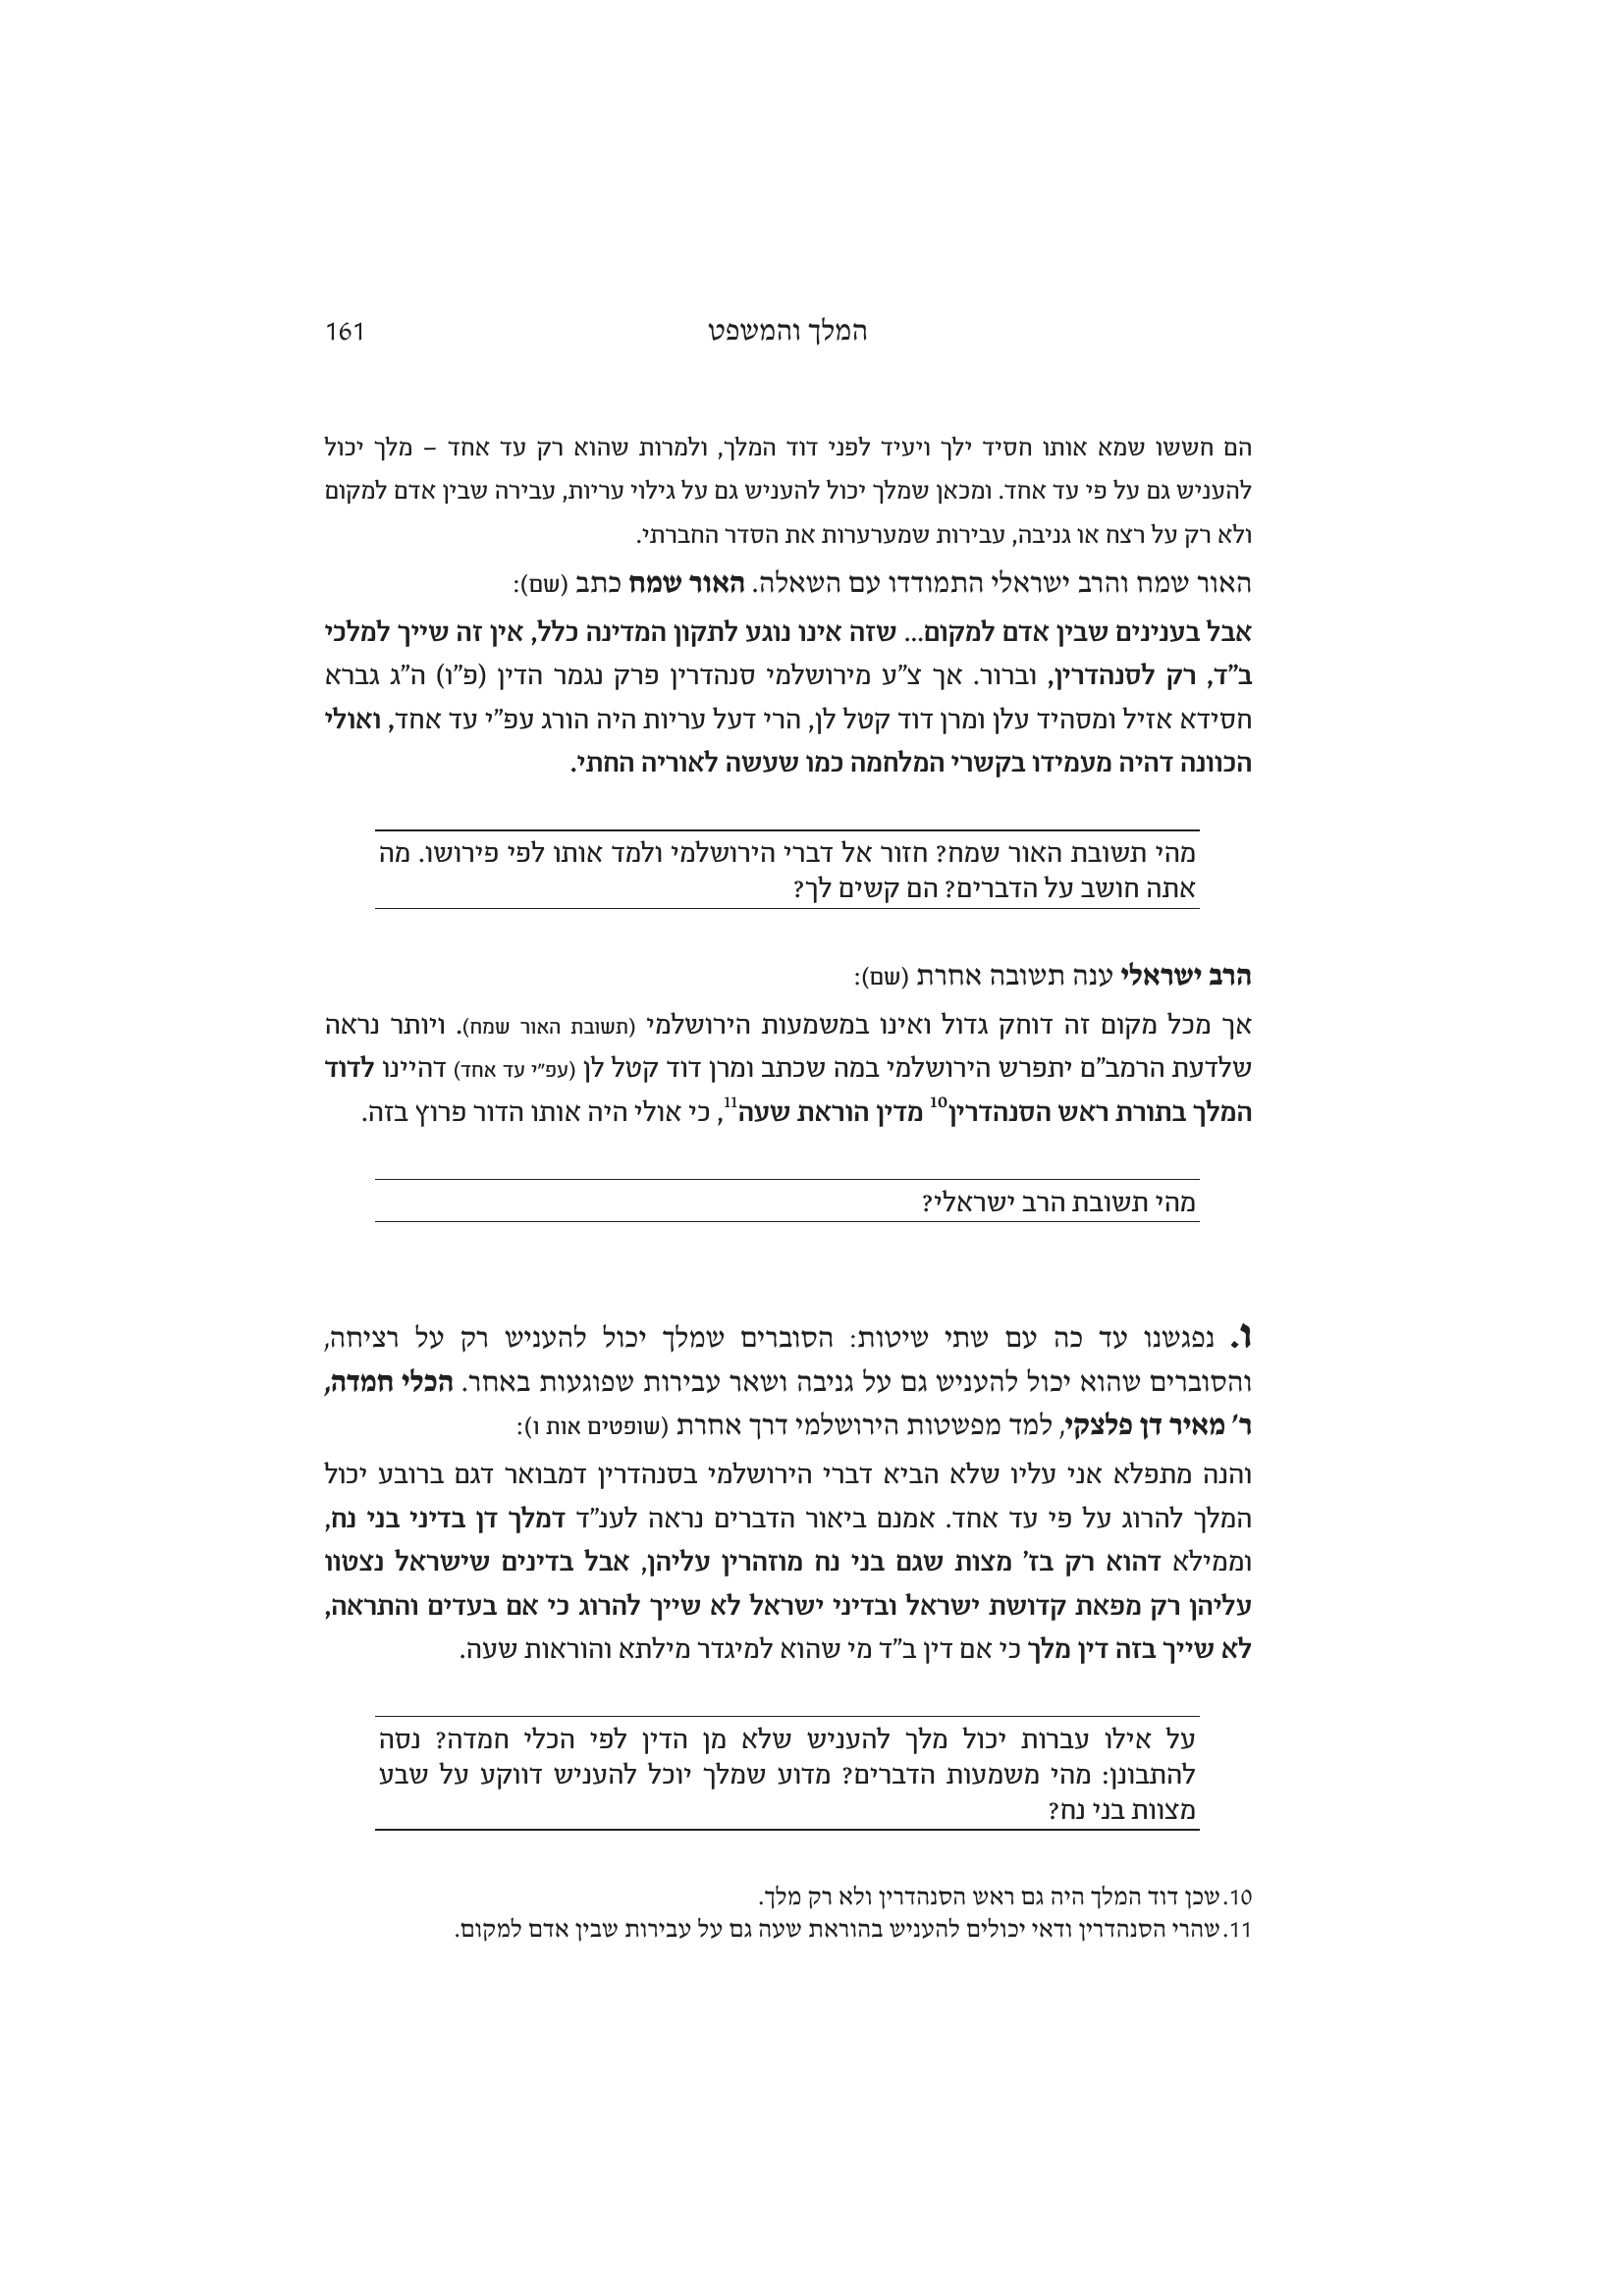 המלך והמשפט 161
הם חששו שמא אותו חסיד ילך ויעיד לפני דוד המלך, ולמרות שהוא רק עד אחד – מלך יכול
להעניש גם על פי עד אחד. ומכאן שמלך יכול להעניש גם על גילוי עריות, עבירה שבין אדם למקום
ולא רק על רצח או גניבה, עבירות שמערערות את הסדר החברתי.
האור שמח והרב ישראלי התמודדו עם השאלה. האור שמח כתב (שם):
אבל בענינים שבין אדם למקום... שזה אינו נוגע לתקון המדינה כלל, אין זה שייך למלכי
ב"ד, רק לסנהדרין, וברור. אך צ"ע מירושלמי סנהדרין פרק נגמר הדין (פ"ו) ה"ג גברא
חסידא אזיל ומסהיד עלן ומרן דוד קטל לן, הרי דעל עריות היה הורג עפ"י עד אחד, ואולי
הכוונה דהיה מעמידו בקשרי המלחמה כמו שעשה לאוריה החתי.
מהי תשובת האור שמח? חזור אל דברי הירושלמי ולמד אותו לפי פירושו. מה
אתה חושב על הדברים? הם קשים לך?
הרב ישראלי ענה תשובה אחרת (שם):
אך מכל מקום זה דוחק גדול ואינו במשמעות הירושלמי (תשובת האור שמח). ויותר נראה
שלדעת הרמב"ם יתפרש הירושלמי במה שכתב ומרן דוד קטל לן (עפ"י עד אחד) דהיינו לדוד
המלך בתורת ראש הסנהדרין10 מדין הוראת שעה11, כי אולי היה אותו הדור פרוץ בזה.
מהי תשובת הרב ישראלי?
ו. נפגשנו עד כה עם שתי שיטות: הסוברים שמלך יכול להעניש רק על רציחה,
והסוברים שהוא יכול להעניש גם על גניבה ושאר עבירות שפוגעות באחר. הכלי חמדה,
ר' מאיר דן פלצקי, למד מפשטות הירושלמי דרך אחרת (שופטים אות ו):
והנה מתפלא אני עליו שלא הביא דברי הירושלמי בסנהדרין דמבואר דגם ברובע יכול
המלך להרוג על פי עד אחד. אמנם ביאור הדברים נראה לענ"ד דמלך דן בדיני בני נח,
וממילא דהוא רק בז' מצות שגם בני נח מוזהרין עליהן, אבל בדינים שישראל נצטוו
עליהן רק מפאת קדושת ישראל ובדיני ישראל לא שייך להרוג כי אם בעדים והתראה,
לא שייך בזה דין מלך כי אם דין ב"ד מי שהוא למיגדר מילתא והוראות שעה.
על אילו עברות יכול מלך להעניש שלא מן הדין לפי הכלי חמדה? נסה
להתבונן: מהי משמעות הדברים? מדוע שמלך יוכל להעניש דווקע על שבע
מצוות בני נח?
10. שכן דוד המלך היה גם ראש הסנהדרין ולא רק מלך.
11. שהרי הסנהדרין ודאי יכולים להעניש בהוראת שעה גם על עבירות שבין אדם למקום.